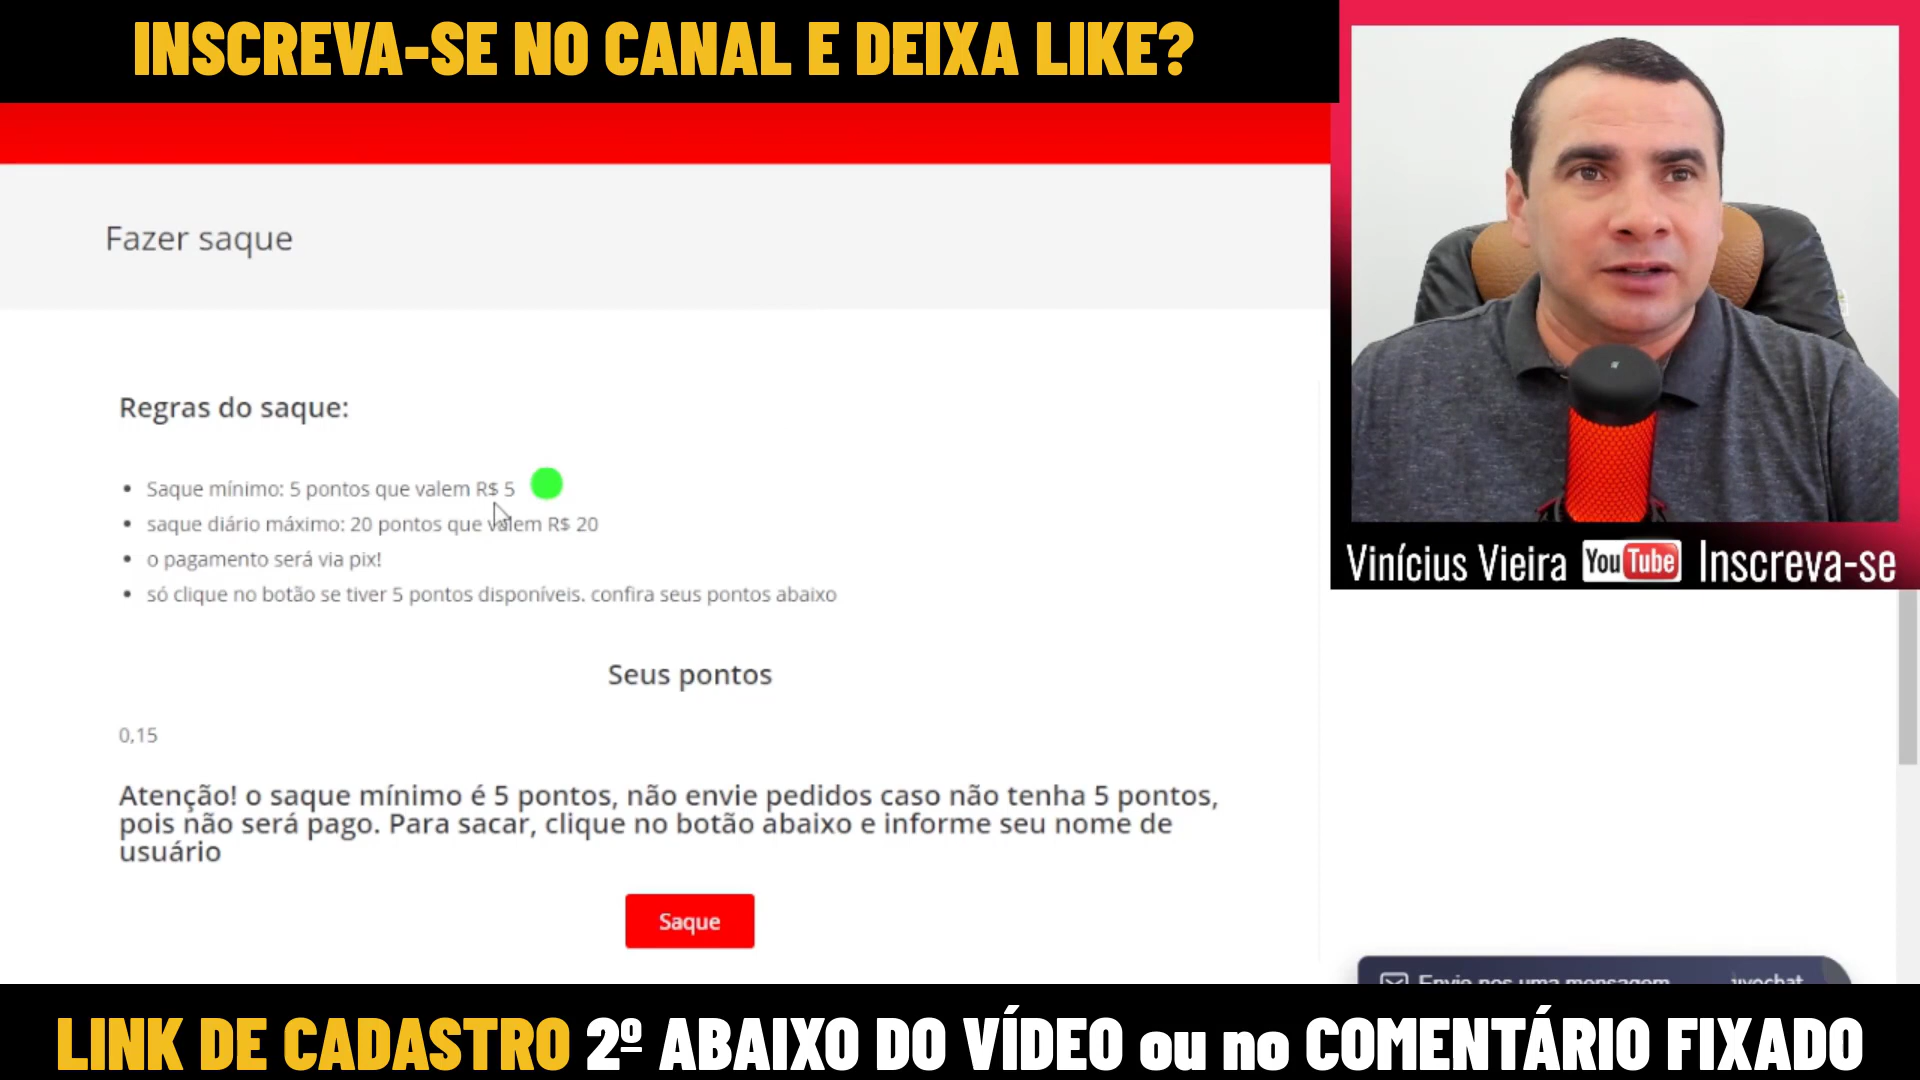 INSCREVA-SE NO CANAL E DEIXA LIKE?
Fazer saque
Regras do saque:
Saque mínimo: 5 pontos que valem R$ 5
saque diário máximo: 20 pontos que valem R$ 20
o pagamento será via pix!
só clique no botão se tiver 5 pontos disponíveis. confira seus pontos abaixo
Seus pontos
0,15
Atenção! o saque mínimo é 5 pontos, não envie pedidos caso não tenha 5 pontos,
pois não será pago. Para sacar, clique no botão abaixo e informe seu nome de
usuário
Saque
Vinícius Vieira YouTube Inscreva-se
Envie-nos uma mensagem
LINK DE CADASTRO 2º ABAIXO DO VÍDEO ou no COMENTÁRIO FIXADO